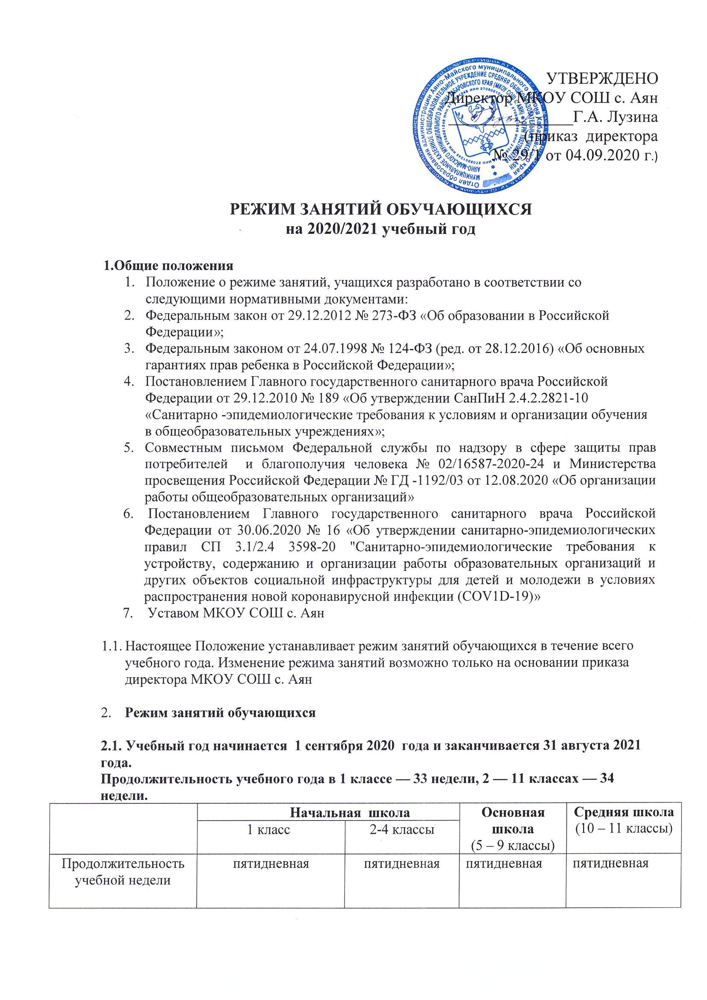 УТВЕРЖДЕНО
Директор МКОУ СОШ с. Аян
Г.А. Лузина
(приказ директора
№ 29/1 от 04.09.2020 г.)
РЕЖИМ ЗАНЯТИЙ ОБУЧАЮЩИХСЯ
на 2020/2021 учебный год
1.Общие положения
1. Положение о режиме занятий, учащихся разработано в соответствии со
следующими нормативными документами:
2. Федеральным закон от 29.12.2012 № 273-ФЗ «Об образовании в Российской
Федерации»;
3. Федеральным законом от 24.07.1998 № 124-ФЗ (ред. от 28.12.2016) «Об основных
гарантиях прав ребенка в Российской Федерации»;
4. Постановлением Главного государственного санитарного врача Российской
Федерации от 29.12.2010 № 189 «Об утверждении СанПиН 2.4.2.2821-10
«Санитарно -эпидемиологические требования к условиям и организации обучения
в общеобразовательных учреждениях»;
5. Совместным письмом Федеральной службы по надзору в сфере защиты прав
потребителей и благополучия человека № 02/16587-2020-24 и Министерства
просвещения Российской Федерации № ГД -1192/03 от 12.08.2020 «Об организации
работы общеобразовательных организаций»
6. Постановлением Главного государственного санитарного врача Российской
Федерации от 30.06.2020 № 16 «Об утверждении санитарно-эпидемиологических
правил СП 3.1/2.4 3598-20 "Санитарно-эпидемиологические требования к
устройству, содержанию и организации работы образовательных организаций и
других объектов социальной инфраструктуры для детей и молодежи в условиях
распространения новой коронавирусной инфекции (COV1D-19)»
7. Уставом МКОУ СОШ с. Аян
1.1. Настоящее Положение устанавливает режим занятий обучающихся в течение всего
учебного года. Изменение режима занятий возможно только на основании приказа
директора МКОУ СОШ с. Аян
2. Режим занятий обучающихся
2.1. Учебный год начинается 1 сентября 2020 года и заканчивается 31 августа 2021
года.
Продолжительность учебного года в 1 классе — 33 недели, 2 — 11 классах — 34
недели.
Начальная школа
Основная
школа
(5 – 9 классы)
Средняя школа
(10 – 11 классы)
1 класс
2-4 классы
Продолжительность
учебной недели
пятидневная
пятидневная
пятидневная
пятидневная